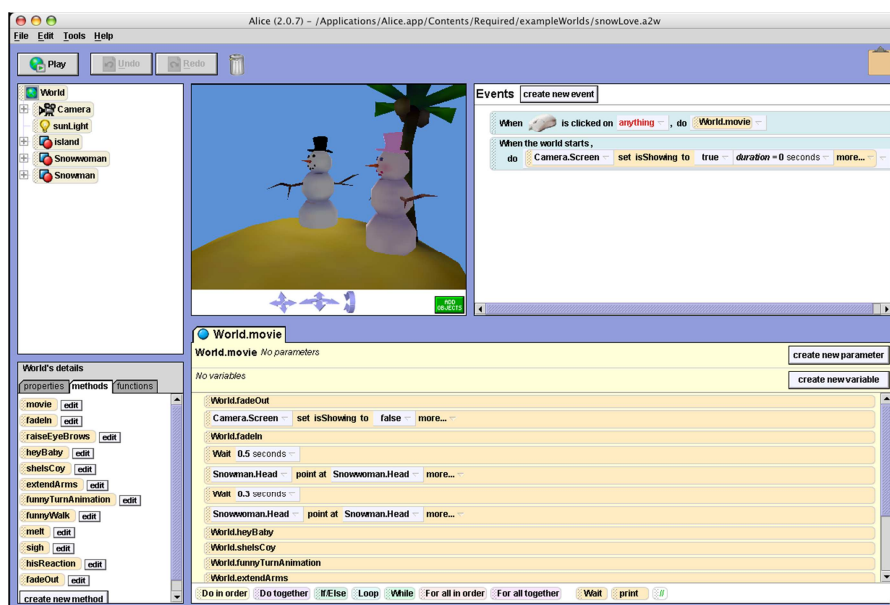 Alice (2.0.7) – /Applications/Alice.app/Contents/Required/exampleWorlds/snowLove.a2w
File Edit Tools Help
Play Undo Redo
World
Camera
sunLight
island
Snowwoman
Snowman
ADD OBJECTS
Events create new event
When is clicked on anything , do World.movie
When the world starts ,
do Camera.Screen set isShowing to true duration = 0 seconds more...
World's details
properties methods functions
movie edit
fadeIn edit
raiseEyeBrows edit
heyBaby edit
sheIsCoy edit
extendArms edit
funnyTurnAnimation edit
funnyWalk edit
melt edit
sigh edit
hisReaction edit
fadeOut edit
create new method
World.movie
World.movie No parameters
create new parameter
No variables
create new variable
World.fadeOut
Camera.Screen set isShowing to false more...
World.fadeIn
Wait 0.5 seconds
Snowman.Head point at Snowwoman.Head more...
Wait 0.3 seconds
Snowwoman.Head point at Snowman.Head more...
World.heyBaby
World.sheIsCoy
World.funnyTurnAnimation
World.extendArms
Do in order Do together If/Else Loop While For all in order For all together Wait print //